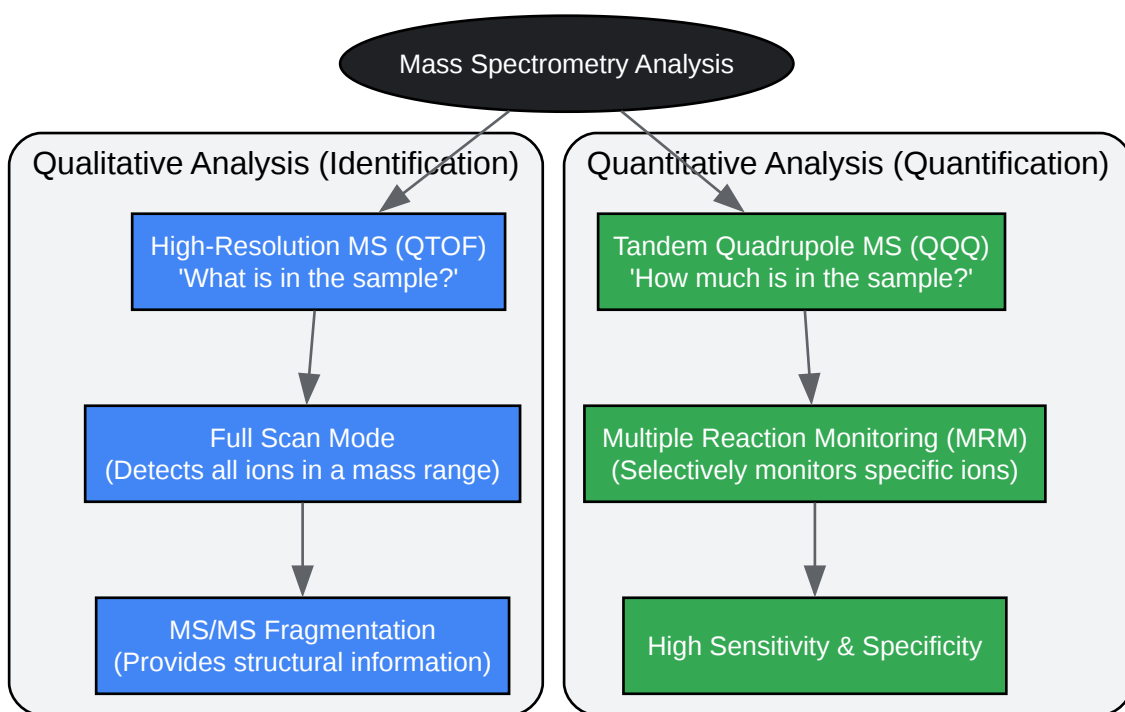 Mass Spectrometry Analysis
Qualitative Analysis (Identification)
High-Resolution MS (QTOF)
'What is in the sample?'
Full Scan Mode
(Detects all ions in a mass range)
MS/MS Fragmentation
(Provides structural information)
Quantitative Analysis (Quantification)
Tandem Quadrupole MS (QQQ)
'How much is in the sample?'
Multiple Reaction Monitoring (MRM)
(Selectively monitors specific ions)
High Sensitivity & Specificity